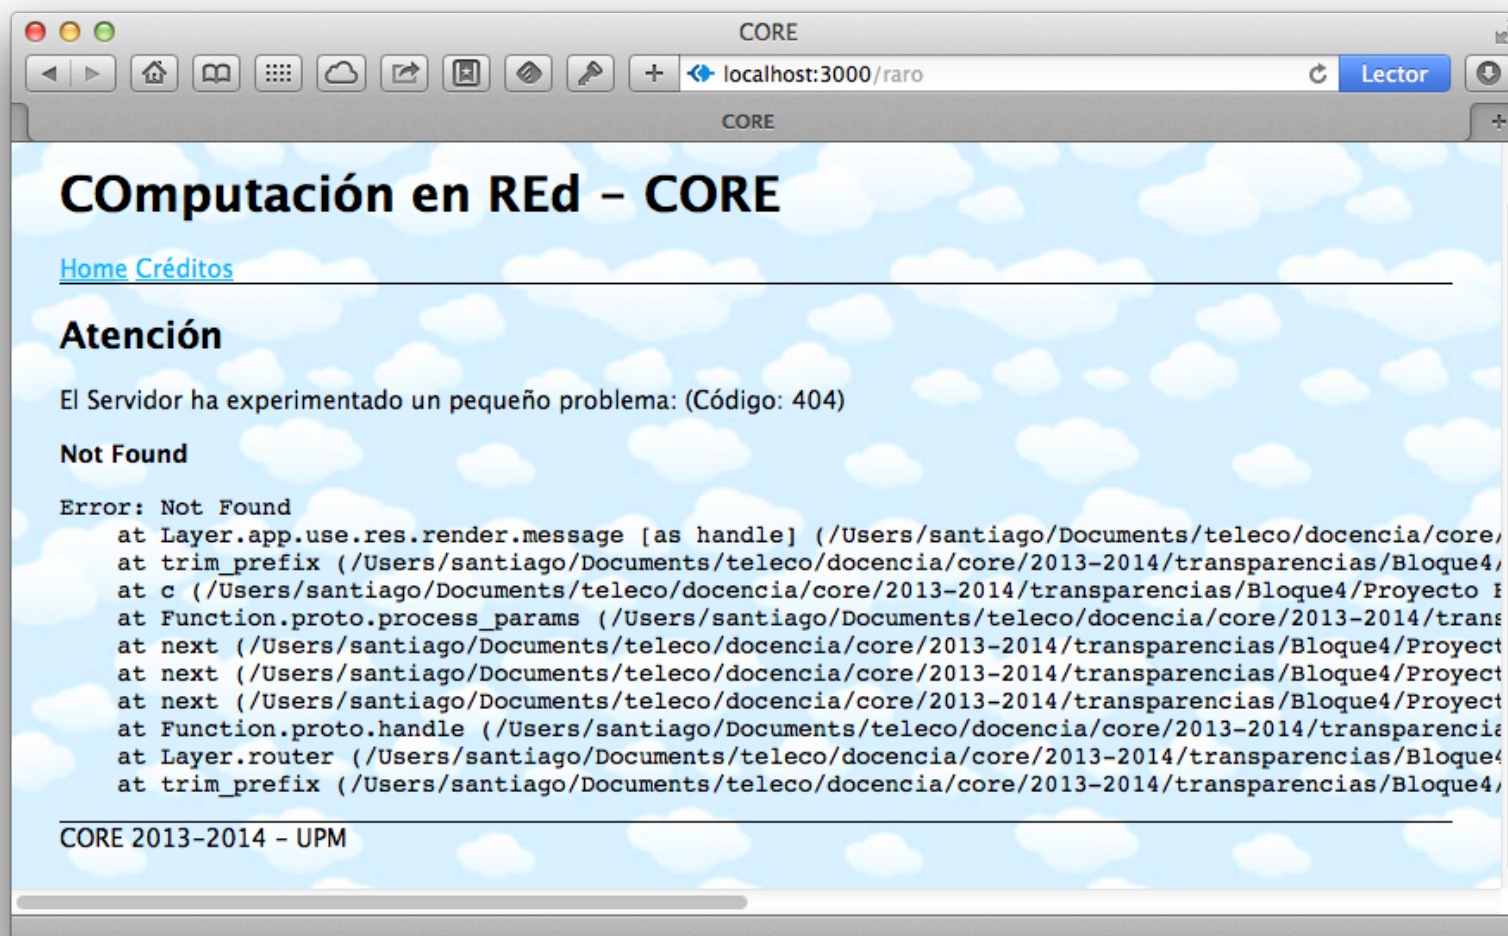 CORE
localhost:3000/raro
Lector
CORE
COmputación en REd – CORE
Home Créditos
Atención
El Servidor ha experimentado un pequeño problema: (Código: 404)
Not Found
Error: Not Found
at Layer.app.use.res.render.message [as handle] (/Users/santiago/Documents/teleco/docencia/core/
at trim_prefix (/Users/santiago/Documents/teleco/docencia/core/2013-2014/transparencias/Bloque4/
at c (/Users/santiago/Documents/teleco/docencia/core/2013-2014/transparencias/Bloque4/Proyecto
at Function.proto.process_params (/Users/santiago/Documents/teleco/docencia/core/2013-2014/trans
at next (/Users/santiago/Documents/teleco/docencia/core/2013-2014/transparencias/Bloque4/Proyect
at next (/Users/santiago/Documents/teleco/docencia/core/2013-2014/transparencias/Bloque4/Proyect
at next (/Users/santiago/Documents/teleco/docencia/core/2013-2014/transparencias/Bloque4/Proyect
at Function.proto.handle (/Users/santiago/Documents/teleco/docencia/core/2013-2014/transparencia
at Layer.router (/Users/santiago/Documents/teleco/docencia/core/2013-2014/transparencias/Bloque4
at trim_prefix (/Users/santiago/Documents/teleco/docencia/core/2013-2014/transparencias/Bloque4/
CORE 2013-2014 – UPM